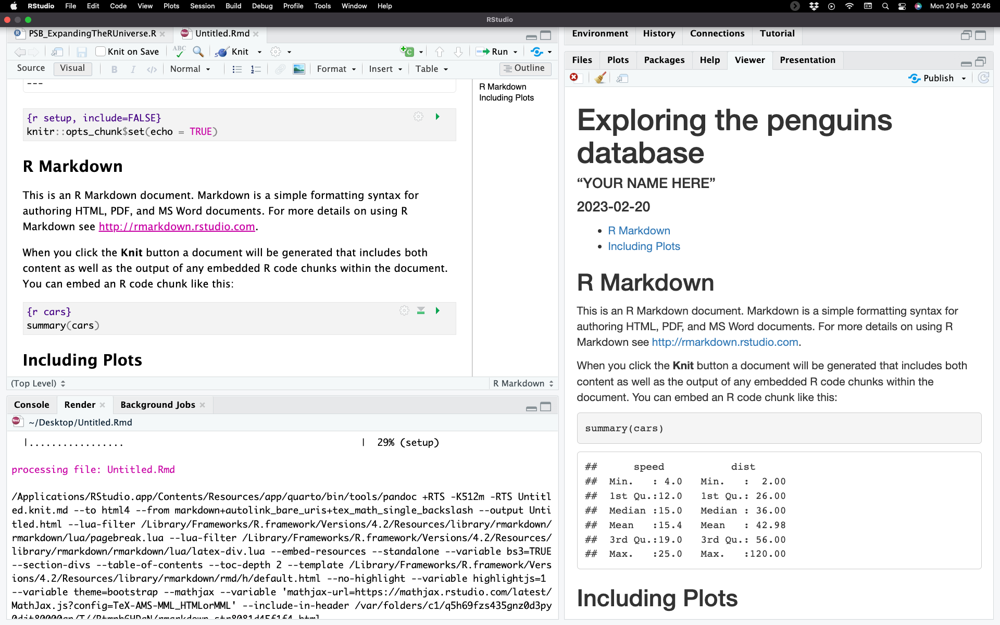 RStudio File Edit Code View Plots Session Build Debug Profile Tools Window Help Mon 20 Feb 20:46
RStudio
PSB_ExpandingTheRUniverse.R Untitled.Rmd
Knit on Save ABC Knit Run
Source Visual B I </> Normal Format Insert Table Outline
---
{r setup, include=FALSE}
knitr::opts_chunk$set(echo = TRUE)
R Markdown
This is an R Markdown document. Markdown is a simple formatting syntax for
authoring HTML, PDF, and MS Word documents. For more details on using R
Markdown see http://rmarkdown.rstudio.com.
When you click the Knit button a document will be generated that includes both
content as well as the output of any embedded R code chunks within the document.
You can embed an R code chunk like this:
{r cars}
summary(cars)
Including Plots
R Markdown
Including Plots
(Top Level) R Markdown
Console Render Background Jobs
~/Desktop/Untitled.Rmd
|................. | 29% (setup)
processing file: Untitled.Rmd
/Applications/RStudio.app/Contents/Resources/app/quarto/bin/tools/pandoc +RTS -K512m -RTS Untitl
ed.knit.md --to html4 --from markdown+autolink_bare_uris+tex_math_single_backslash --output Unti
tled.html --lua-filter /Library/Frameworks/R.framework/Versions/4.2/Resources/library/rmarkdown/
rmarkdown/lua/pagebreak.lua --lua-filter /Library/Frameworks/R.framework/Versions/4.2/Resources/
library/rmarkdown/rmarkdown/lua/latex-div.lua --embed-resources --standalone --variable bs3=TRUE
--section-divs --table-of-contents --toc-depth 2 --template /Library/Frameworks/R.framework/Vers
ions/4.2/Resources/library/rmarkdown/rmd/h/default.html --no-highlight --variable highlightjs=1
--variable theme=bootstrap --mathjax --variable 'mathjax-url=https://mathjax.rstudio.com/latest/
MathJax.js?config=TeX-AMS-MML_HTMLorMML' --include-in-header /var/folders/c1/q5h69fzs435gnz0d3py
Environment History Connections Tutorial
Files Plots Packages Help Viewer Presentation
Publish
Exploring the penguins
database
“YOUR NAME HERE”
2023-02-20
• R Markdown
• Including Plots
R Markdown
This is an R Markdown document. Markdown is a simple formatting syntax for
authoring HTML, PDF, and MS Word documents. For more details on using R
Markdown see http://rmarkdown.rstudio.com.
When you click the Knit button a document will be generated that includes both
content as well as the output of any embedded R code chunks within the
document. You can embed an R code chunk like this:
summary(cars)
## speed dist
## Min. : 4.0 Min. : 2.00
## 1st Qu.:12.0 1st Qu.: 26.00
## Median :15.0 Median : 36.00
## Mean :15.4 Mean : 42.98
## 3rd Qu.:19.0 3rd Qu.: 56.00
## Max. :25.0 Max. :120.00
Including Plots